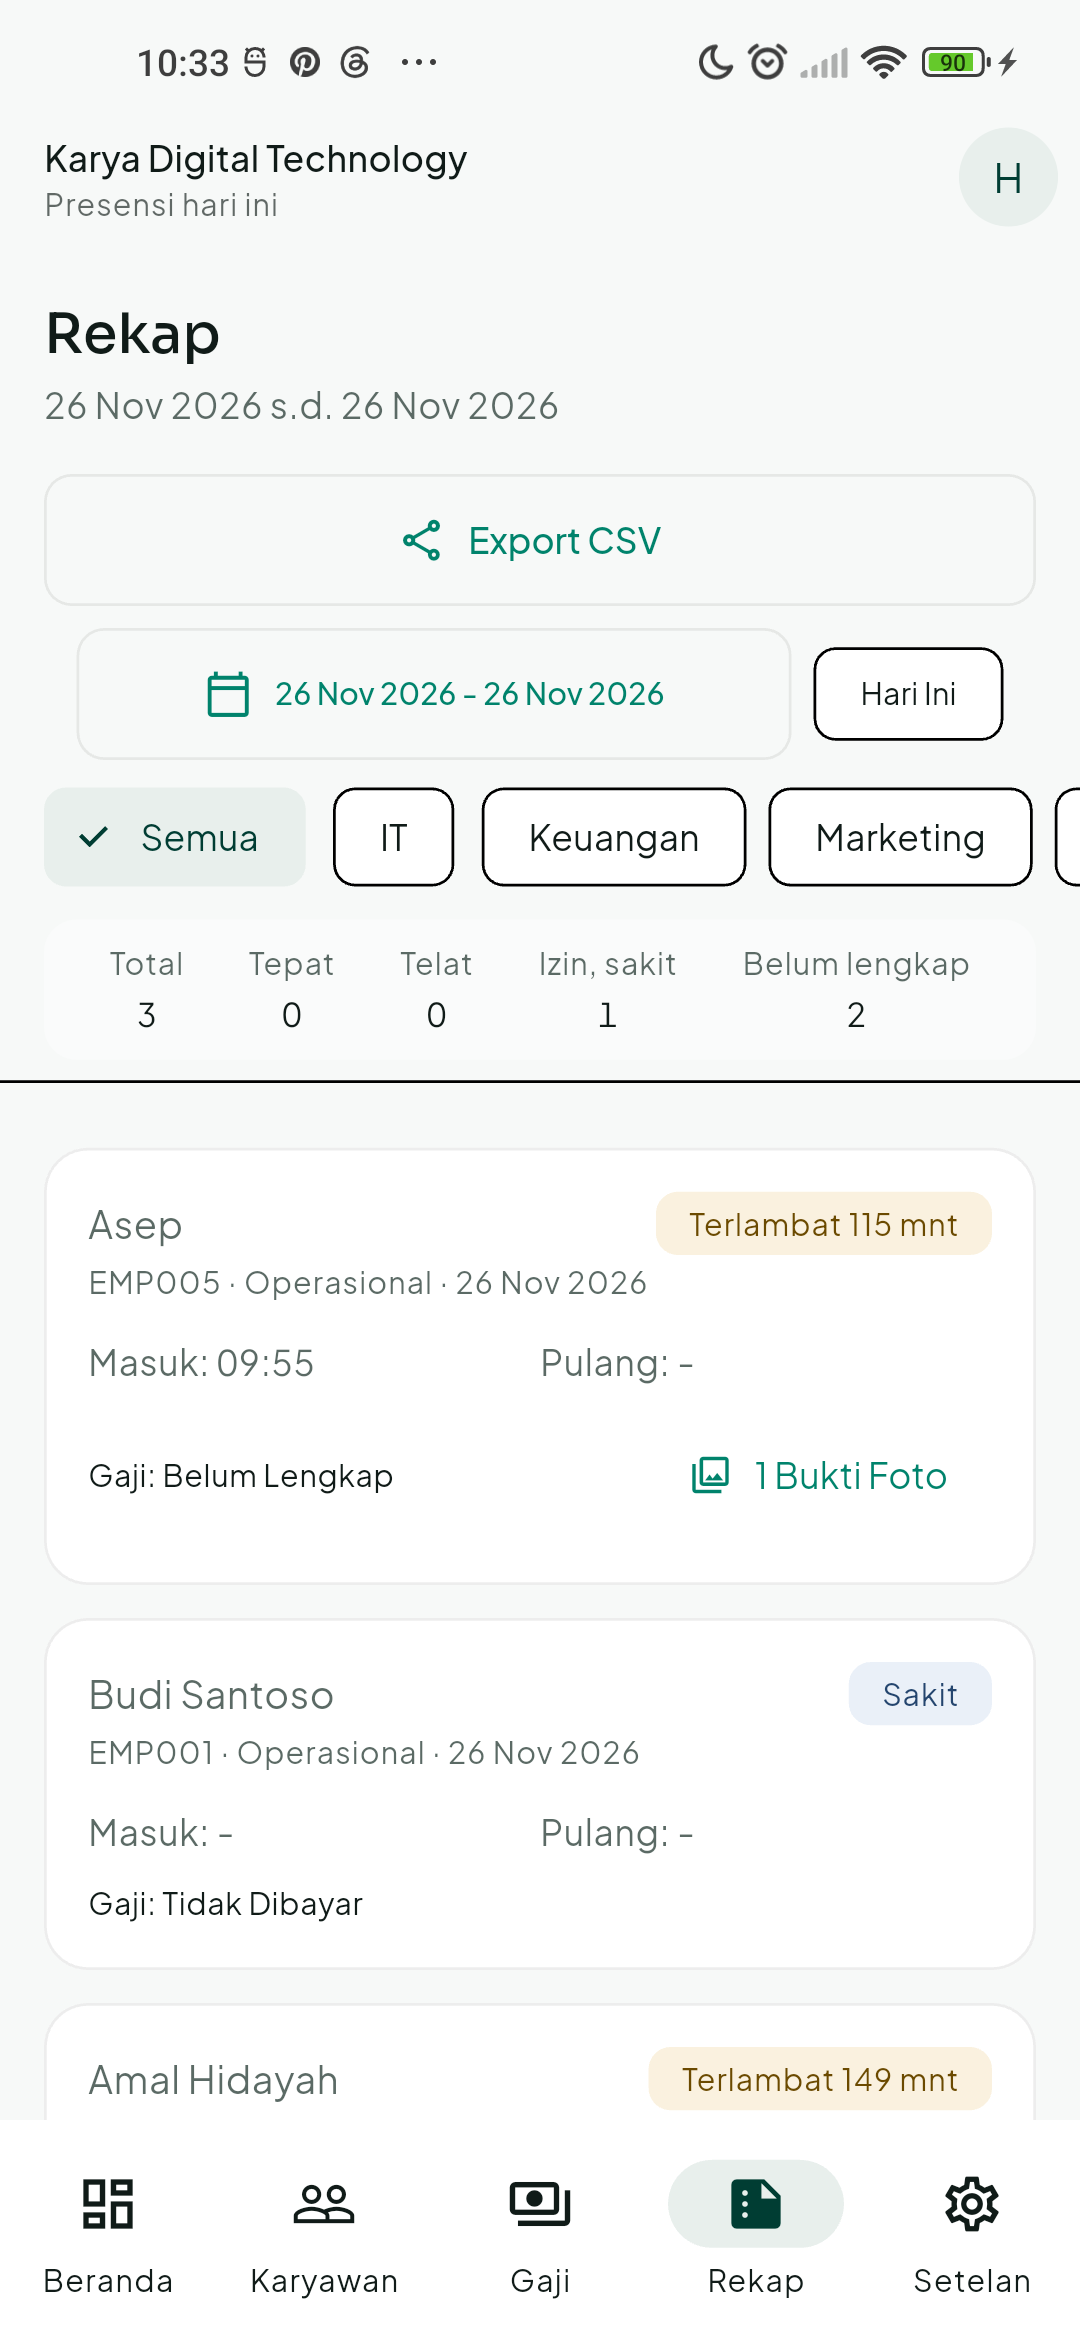 10:33
90
Karya Digital Technology
Presensi hari ini
H
Rekap
26 Nov 2026 s.d. 26 Nov 2026
Export CSV
26 Nov 2026 - 26 Nov 2026
Hari Ini
Semua IT Keuangan Marketing
Total Tepat Telat Izin, sakit Belum lengkap
3 0 0 1 2
Asep Terlambat 115 mnt
EMP005 · Operasional · 26 Nov 2026
Masuk: 09:55 Pulang: -
Gaji: Belum Lengkap 1 Bukti Foto
Budi Santoso Sakit
EMP001 · Operasional · 26 Nov 2026
Masuk: - Pulang: -
Gaji: Tidak Dibayar
Amal Hidayah Terlambat 149 mnt
Beranda Karyawan Gaji Rekap Setelan